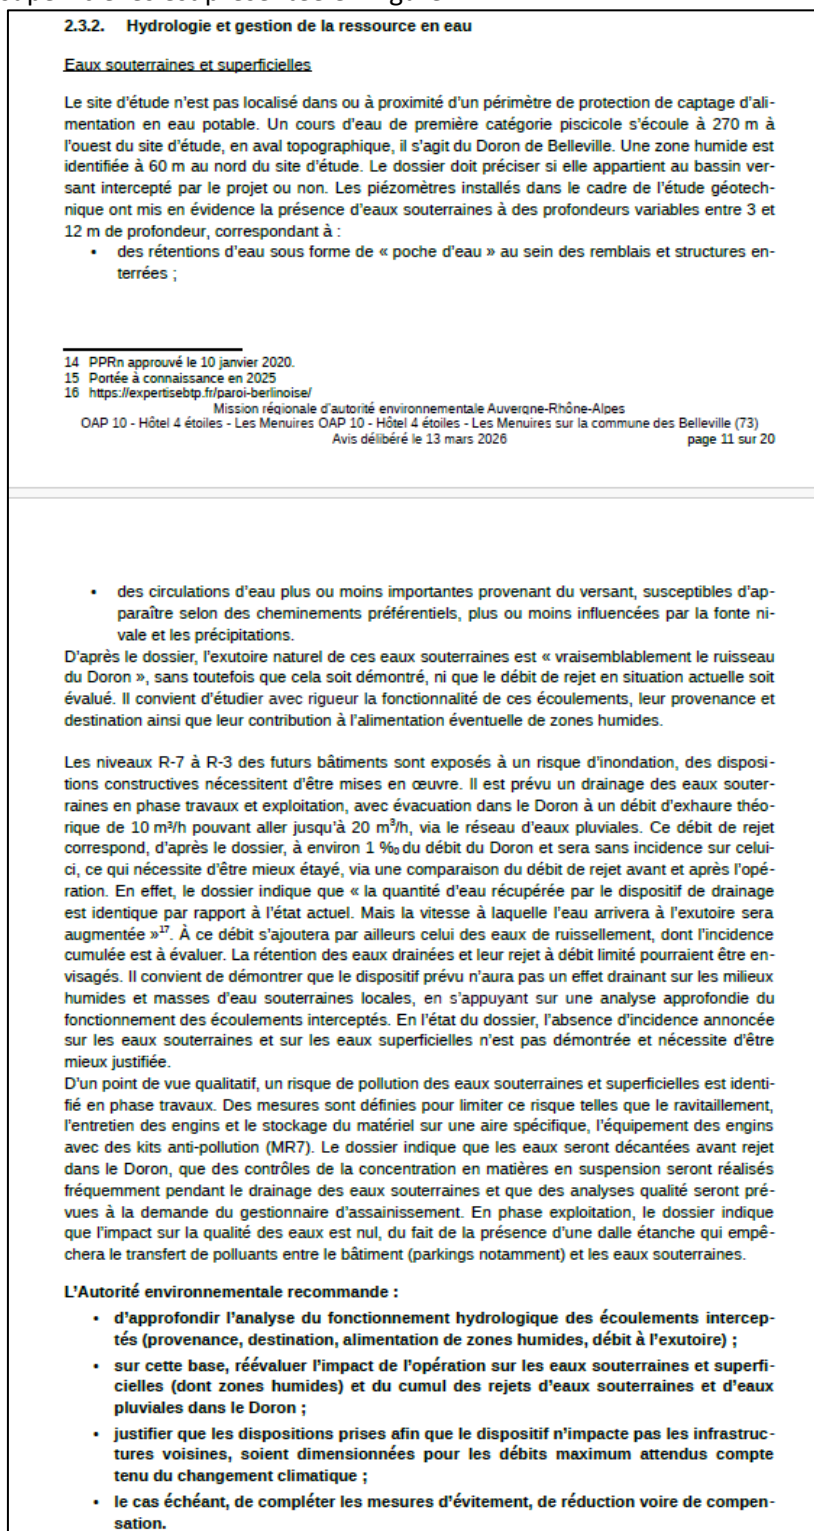 2.3.2. Hydrologie et gestion de la ressource en eau
Eaux souterraines et superficielles
Le site d'étude n'est pas localisé dans ou à proximité d'un périmètre de protection de captage d'ali-
mentation en eau potable. Un cours d'eau de première catégorie piscicole s'écoule à 270 m à
l'ouest du site d'étude, en aval topographique, il s'agit du Doron de Belleville. Une zone humide est
identifiée à 60 m au nord du site d'étude. Le dossier doit préciser si elle appartient au bassin ver-
sant intercepté par le projet ou non. Les piézomètres installés dans le cadre de l'étude géotech-
nique ont mis en évidence la présence d'eaux souterraines à des profondeurs variables entre 3 et
12 m de profondeur, correspondant à :
• des rétentions d'eau sous forme de « poche d'eau » au sein des remblais et structures en-
terrées ;
14 PPRn approuvé le 10 janvier 2020.
15 Portée à connaissance en 2025
16 https://expertisebtp.fr/paroi-berlinoise/
Mission régionale d'autorité environnementale Auvergne-Rhône-Alpes
OAP 10 - Hôtel 4 étoiles - Les Menuires OAP 10 - Hôtel 4 étoiles - Les Menuires sur la commune des Belleville (73)
Avis délibéré le 13 mars 2026 page 11 sur 20
• des circulations d'eau plus ou moins importantes provenant du versant, susceptibles d'ap-
paraître selon des cheminements préférentiels, plus ou moins influencées par la fonte ni-
vale et les précipitations.
D'après le dossier, l'exutoire naturel de ces eaux souterraines est « vraisemblablement le ruisseau
du Doron », sans toutefois que cela soit démontré, ni que le débit de rejet en situation actuelle soit
évalué. Il convient d'étudier avec rigueur la fonctionnalité de ces écoulements, leur provenance et
destination ainsi que leur contribution à l'alimentation éventuelle de zones humides.
Les niveaux R-7 à R-3 des futurs bâtiments sont exposés à un risque d'inondation, des disposi-
tions constructives nécessitent d'être mises en œuvre. Il est prévu un drainage des eaux souter-
raines en phase travaux et exploitation, avec évacuation dans le Doron à un débit d'exhaure théo-
rique de 10 m³/h pouvant aller jusqu'à 20 m³/h, via le réseau d'eaux pluviales. Ce débit de rejet
correspond, d'après le dossier, à environ 1 ‰ du débit du Doron et sera sans incidence sur celui-
ci, ce qui nécessite d'être mieux étayé, via une comparaison du débit de rejet avant et après l'opé-
ration. En effet, le dossier indique que « la quantité d'eau récupérée par le dispositif de drainage
est identique par rapport à l'état actuel. Mais la vitesse à laquelle l'eau arrivera à l'exutoire sera
augmentée »17. À ce débit s'ajoutera par ailleurs celui des eaux de ruissellement, dont l'incidence
cumulée est à évaluer. La rétention des eaux drainées et leur rejet à débit limité pourraient être en-
visagés. Il convient de démontrer que le dispositif prévu n'aura pas un effet drainant sur les milieux
humides et masses d'eau souterraines locales, en s'appuyant sur une analyse approfondie du
fonctionnement des écoulements interceptés. En l'état du dossier, l'absence d'incidence annoncée
sur les eaux souterraines et sur les eaux superficielles n'est pas démontrée et nécessite d'être
mieux justifiée.
D'un point de vue qualitatif, un risque de pollution des eaux souterraines et superficielles est identi-
fié en phase travaux. Des mesures sont définies pour limiter ce risque telles que le ravitaillement,
l'entretien des engins et le stockage du matériel sur une aire spécifique, l'équipement des engins
avec des kits anti-pollution (MR7). Le dossier indique que les eaux seront décantées avant rejet
dans le Doron, que des contrôles de la concentration en matières en suspension seront réalisés
fréquemment pendant le drainage des eaux souterraines et que des analyses qualité seront pré-
vues à la demande du gestionnaire d'assainissement. En phase exploitation, le dossier indique
que l'impact sur la qualité des eaux est nul, du fait de la présence d'une dalle étanche qui empê-
chera le transfert de polluants entre le bâtiment (parkings notamment) et les eaux souterraines.
L'Autorité environnementale recommande :
• d'approfondir l'analyse du fonctionnement hydrologique des écoulements intercep-
tés (provenance, destination, alimentation de zones humides, débit à l'exutoire) ;
• sur cette base, réévaluer l'impact de l'opération sur les eaux souterraines et superfi-
cielles (dont zones humides) et du cumul des rejets d'eaux souterraines et d'eaux
pluviales dans le Doron ;
• justifier que les dispositions prises afin que le dispositif n'impacte pas les infrastruc-
tures voisines, soient dimensionnées pour les débits maximum attendus compte
tenu du changement climatique ;
• le cas échéant, de compléter les mesures d'évitement, de réduction voire de compen-
sation.